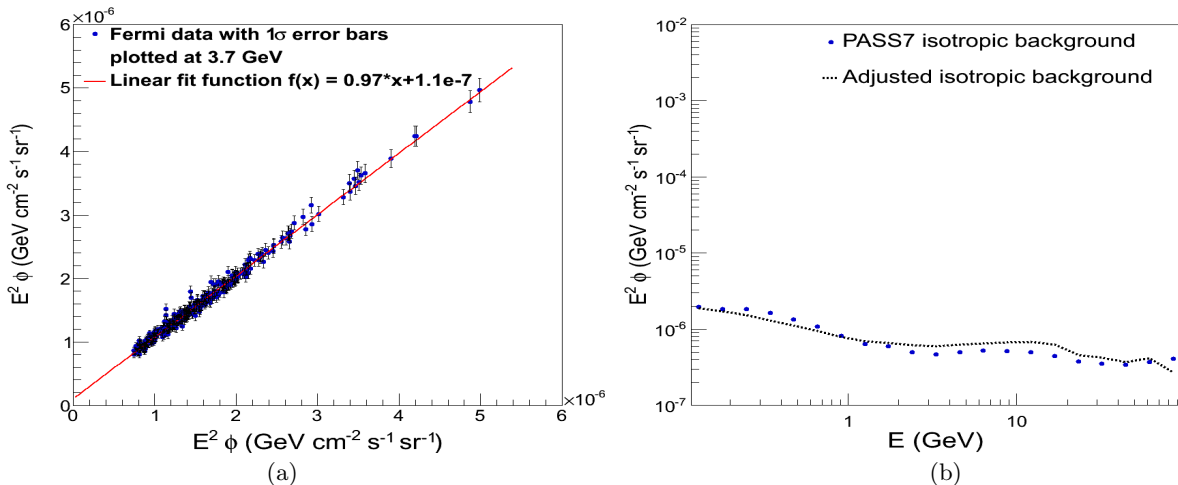 ×10⁻⁶
6
5
4
3
2
1
0
E² ϕ (GeV cm⁻² s⁻¹ sr⁻¹)
Fermi data with 1σ error bars
plotted at 3.7 GeV
Linear fit function f(x) = 0.97*x+1.1e-7
0 1 2 3 4 5 6
×10⁻⁶
E² ϕ (GeV cm⁻² s⁻¹ sr⁻¹)
(a)
10⁻²
10⁻³
10⁻⁴
10⁻⁵
10⁻⁶
10⁻⁷
E² ϕ (GeV cm⁻² s⁻¹ sr⁻¹)
PASS7 isotropic background
Adjusted isotropic background
1 10
E (GeV)
(b)